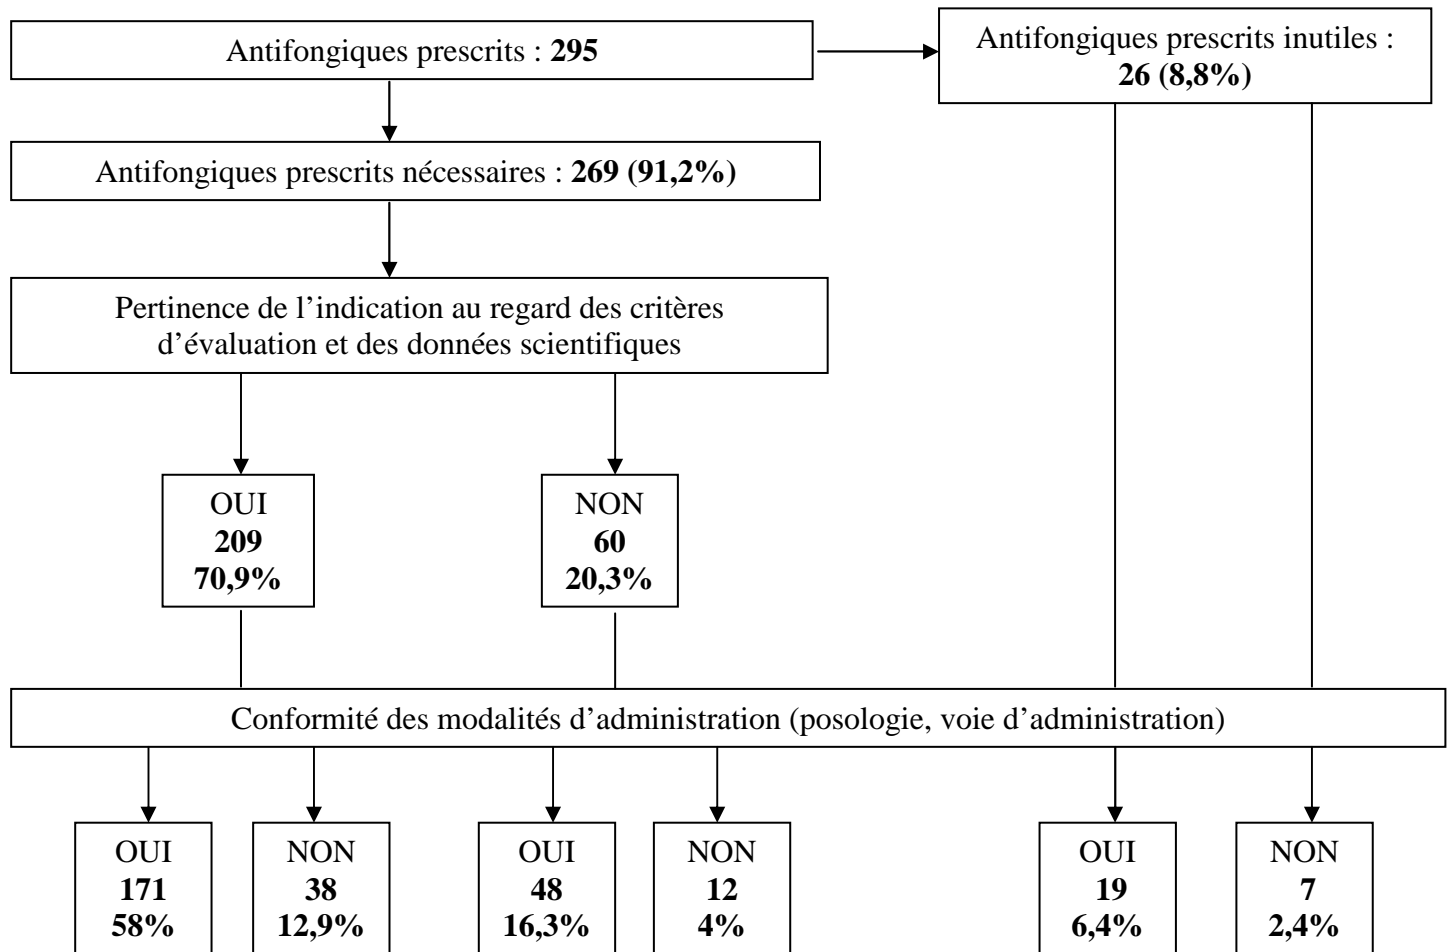 Antifongiques prescrits : 295
Antifongiques prescrits inutiles :
26 (8,8%)
Antifongiques prescrits nécessaires : 269 (91,2%)
Pertinence de l’indication au regard des critères
d’évaluation et des données scientifiques
OUI
209
70,9%
NON
60
20,3%
Conformité des modalités d’administration (posologie, voie d’administration)
OUI
171
58%
NON
38
12,9%
OUI
48
16,3%
NON
12
4%
OUI
19
6,4%
NON
7
2,4%